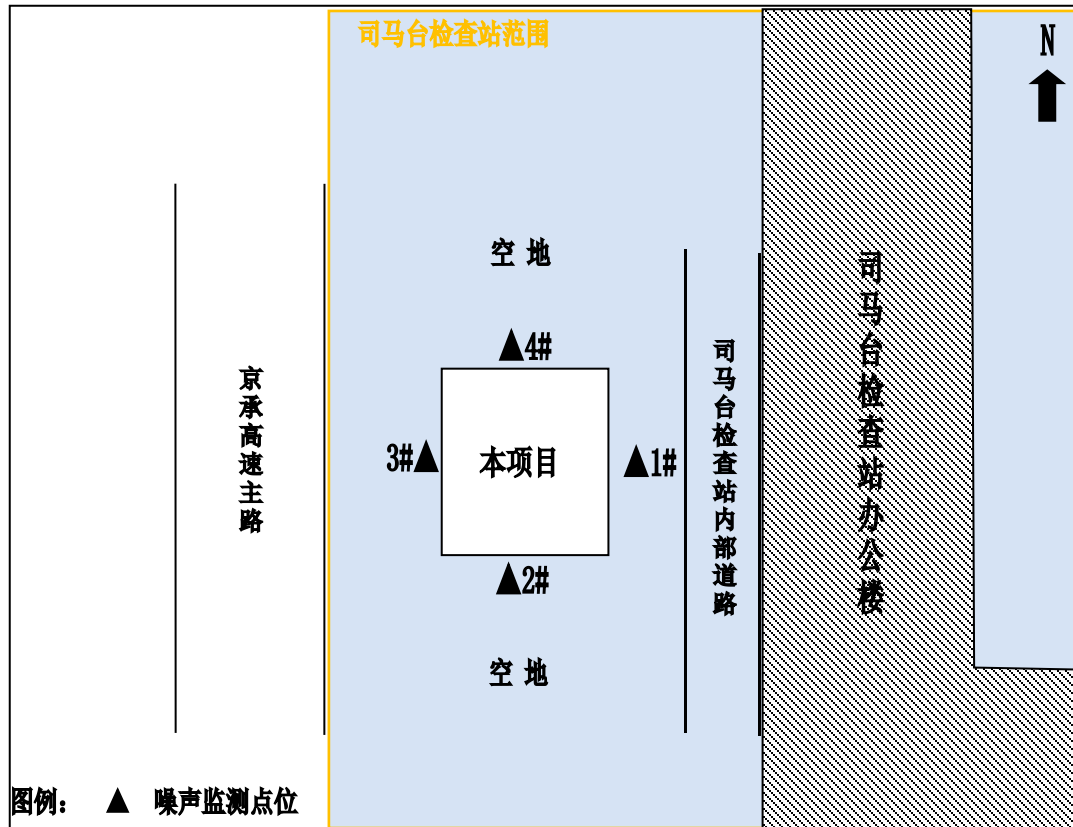 司马台检查站范围
N
空 地
▲4#
3#▲
本项目
▲1#
▲2#
空 地
京承高速主路
司马台检查站内部道路
司马台检查站办公楼
图例： ▲ 噪声监测点位